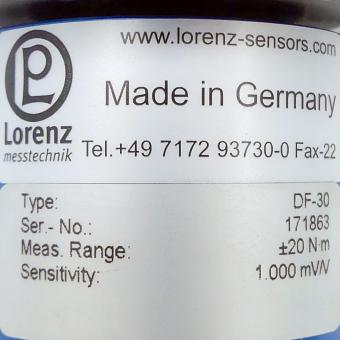 www.lorenz-sensors.com
Made in Germany
Lorenz
messtechnik
Tel.+49 7172 93730-0 Fax-22
Type: DF-30
Ser.- No.: 171863
Meas. Range: ±20 N·m
Sensitivity: 1.000 mV/V